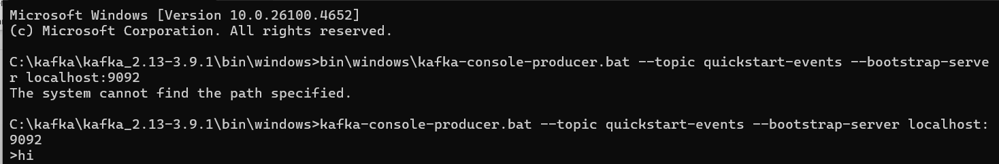 Microsoft Windows [Version 10.0.26100.4652]
(c) Microsoft Corporation. All rights reserved.
C:\kafka\kafka_2.13-3.9.1\bin\windows>bin\windows\kafka-console-producer.bat --topic quickstart-events --bootstrap-serve
r localhost:9092
The system cannot find the path specified.
C:\kafka\kafka_2.13-3.9.1\bin\windows>kafka-console-producer.bat --topic quickstart-events --bootstrap-server localhost:
9092
>hi